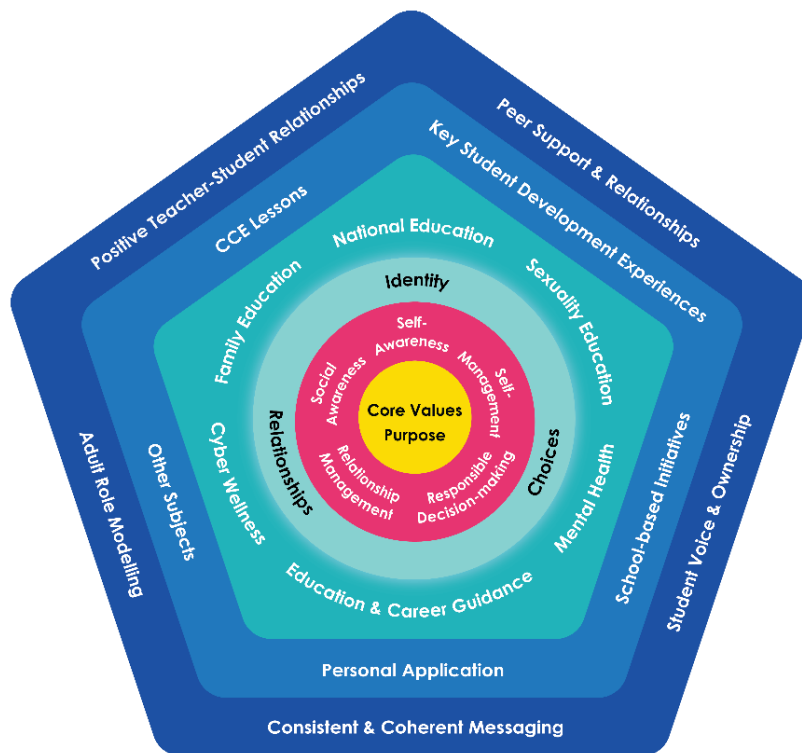 Positive Teacher-Student Relationships
Peer Support & Relationships
Student Voice & Ownership
Consistent & Coherent Messaging
Adult Role Modelling
CCE Lessons
Key Student Development Experiences
School-based Initiatives
Personal Application
Other Subjects
National Education
Sexuality Education
Mental Health
Education & Career Guidance
Cyber Wellness
Family Education
Identity
Choices
Relationships
Self-
Awareness
Self-
Management
Responsible
Decision-making
Relationship
Management
Social
Awareness
Core Values
Purpose